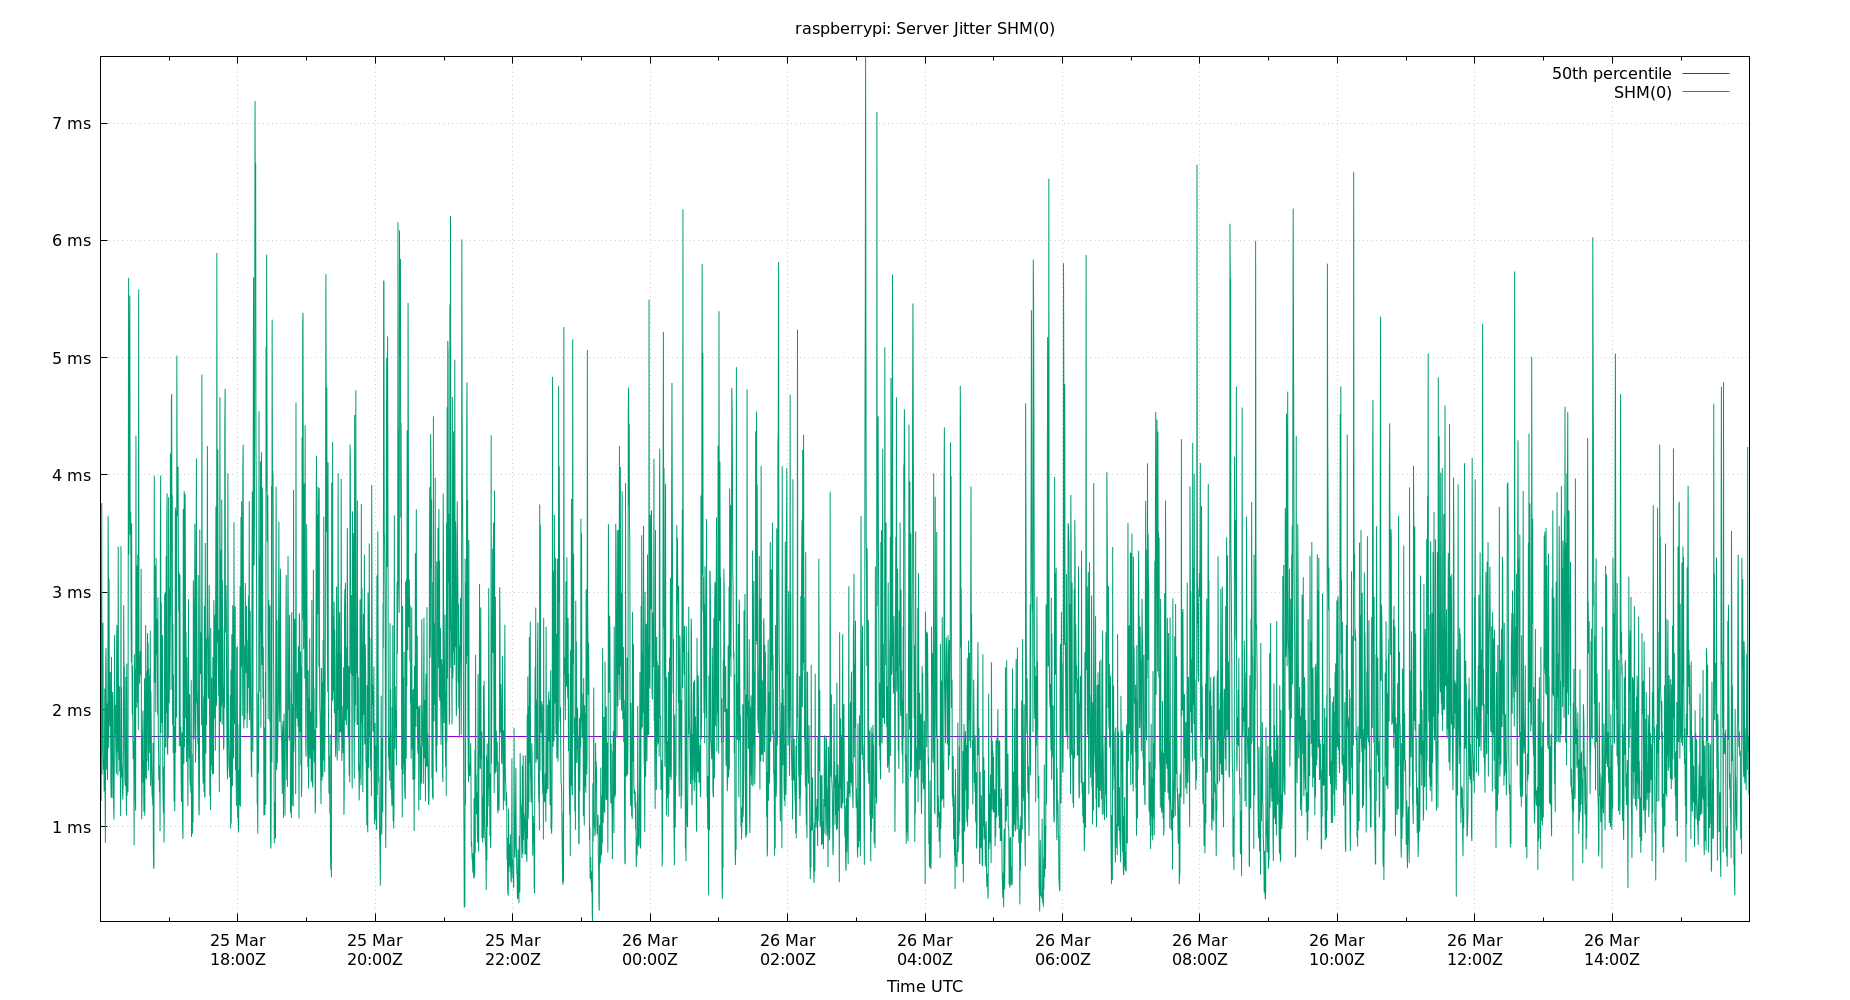 raspberrypi: Server Jitter SHM(0)
50th percentile
SHM(0)
7 ms
6 ms
5 ms
4 ms
3 ms
2 ms
1 ms
25 Mar 25 Mar 25 Mar 26 Mar 26 Mar 26 Mar 26 Mar 26 Mar 26 Mar 26 Mar 26 Mar
18:00Z 20:00Z 22:00Z 00:00Z 02:00Z 04:00Z 06:00Z 08:00Z 10:00Z 12:00Z 14:00Z
Time UTC